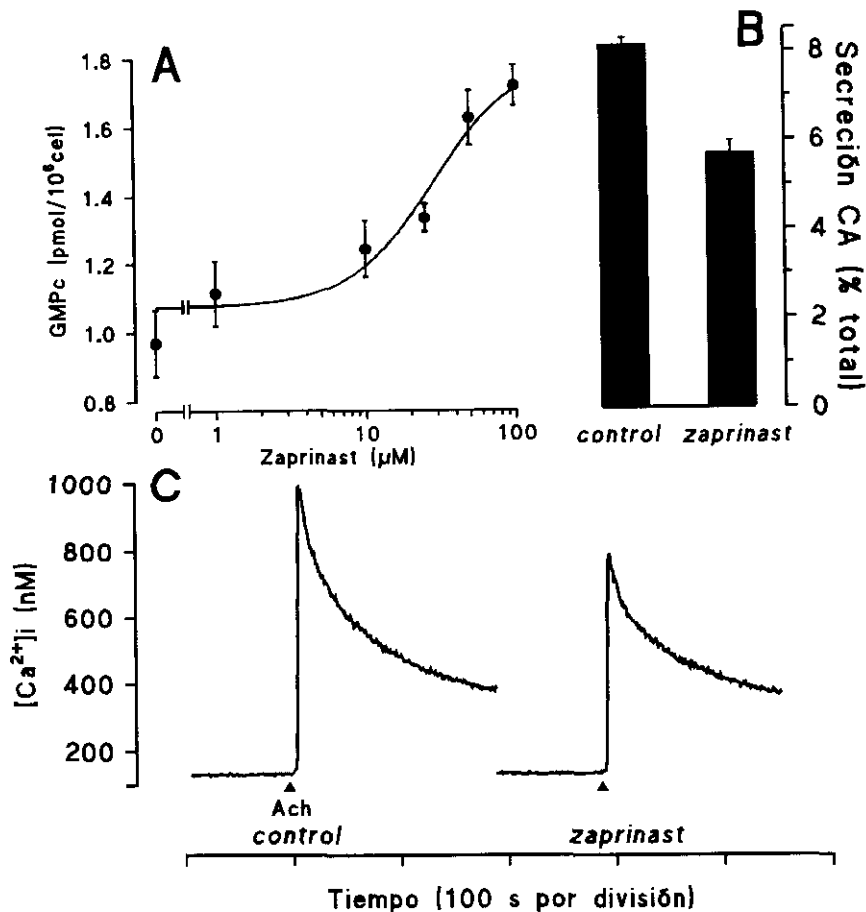 A
GMPc (pmol/10⁶cel)
1.8
1.6
1.4
1.2
1.0
0.8
0
1
10
100
Zaprinast (μM)
B
Secreción CA (% total)
8
6
4
2
0
control
zaprinast
C
[Ca²⁺]i (nM)
1000
800
600
400
200
Ach
control
zaprinast
Tiempo (100 s por división)